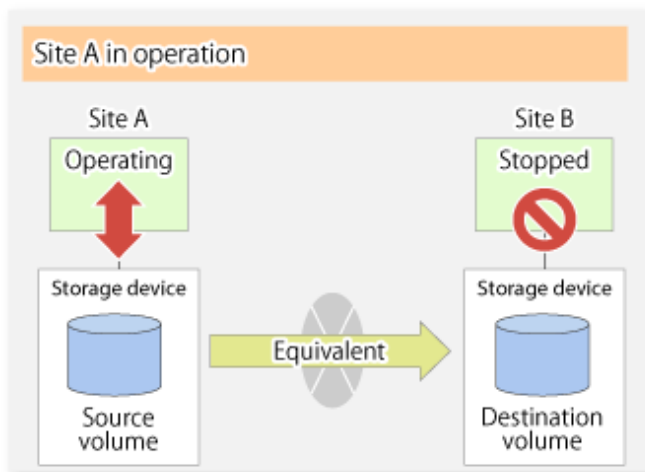 Site A in operation
Site A
Site B
Operating
Stopped
Storage device
Storage device
Equivalent
Source
volume
Destination
volume